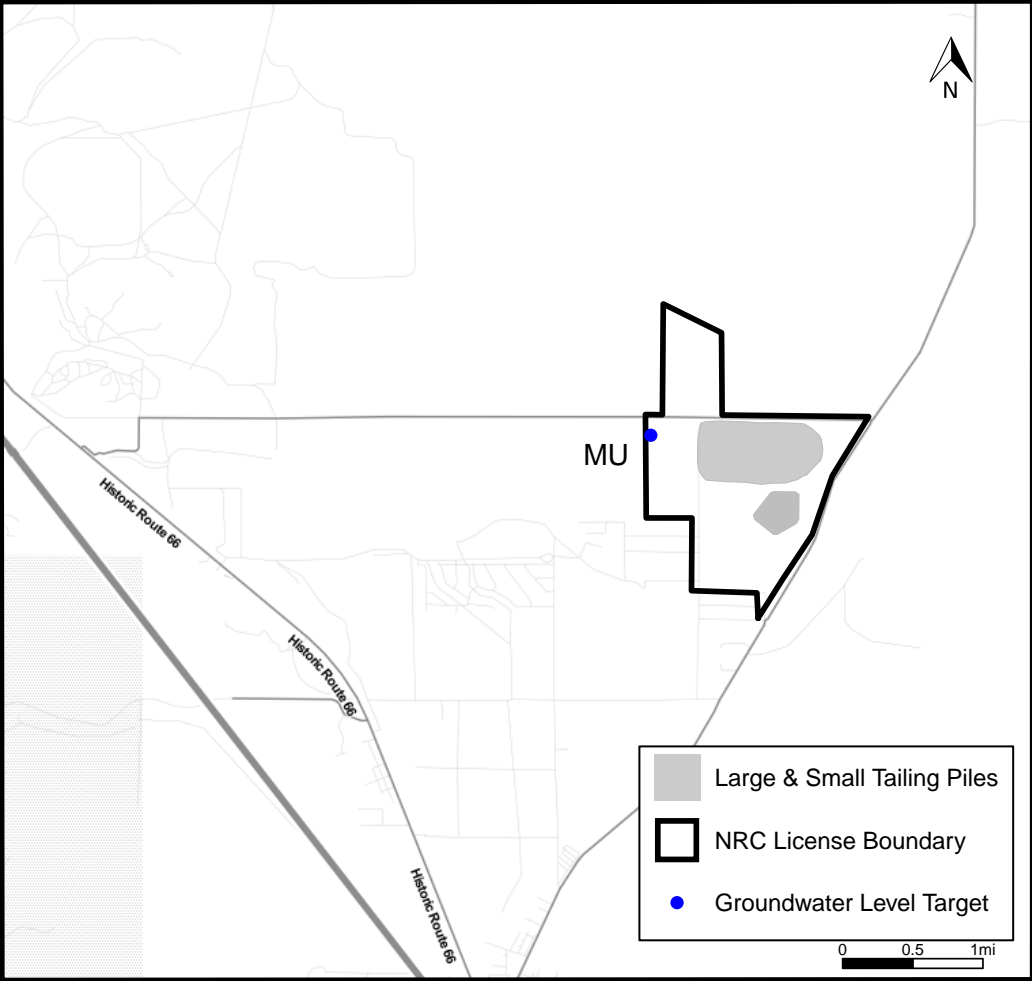 N
MU
Historic Route 66
Historic Route 66
Historic Route 66
Large & Small Tailing Piles
NRC License Boundary
Groundwater Level Target
0 0.5 1mi